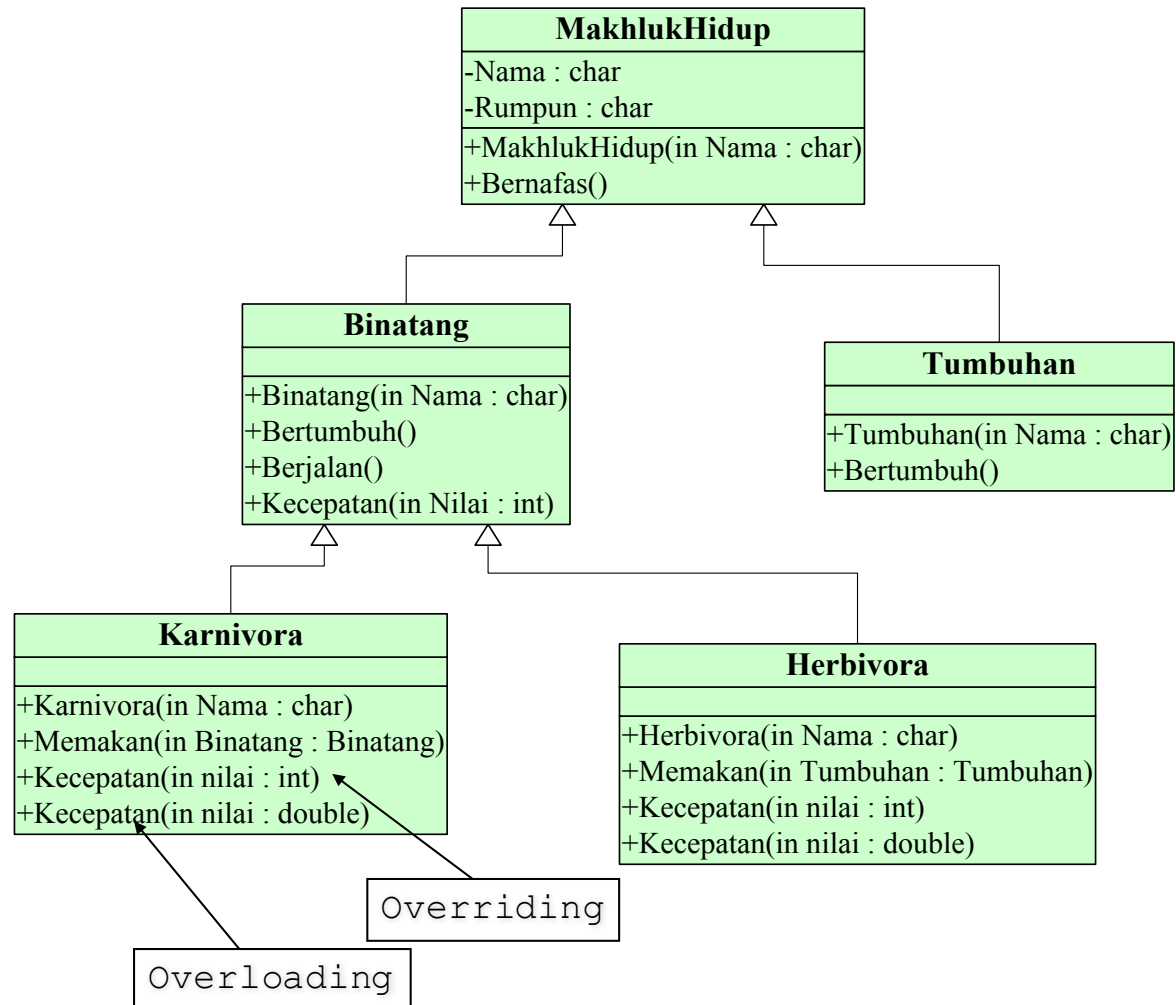 MakhlukHidup
-Nama : char
-Rumpun : char
+MakhlukHidup(in Nama : char)
+Bernafas()
Binatang
+Binatang(in Nama : char)
+Bertumbuh()
+Berjalan()
+Kecepatan(in Nilai : int)
Tumbuhan
+Tumbuhan(in Nama : char)
+Bertumbuh()
Karnivora
+Karnivora(in Nama : char)
+Memakan(in Binatang : Binatang)
+Kecepatan(in nilai : int)
+Kecepatan(in nilai : double)
Herbivora
+Herbivora(in Nama : char)
+Memakan(in Tumbuhan : Tumbuhan)
+Kecepatan(in nilai : int)
+Kecepatan(in nilai : double)
Overriding
Overloading